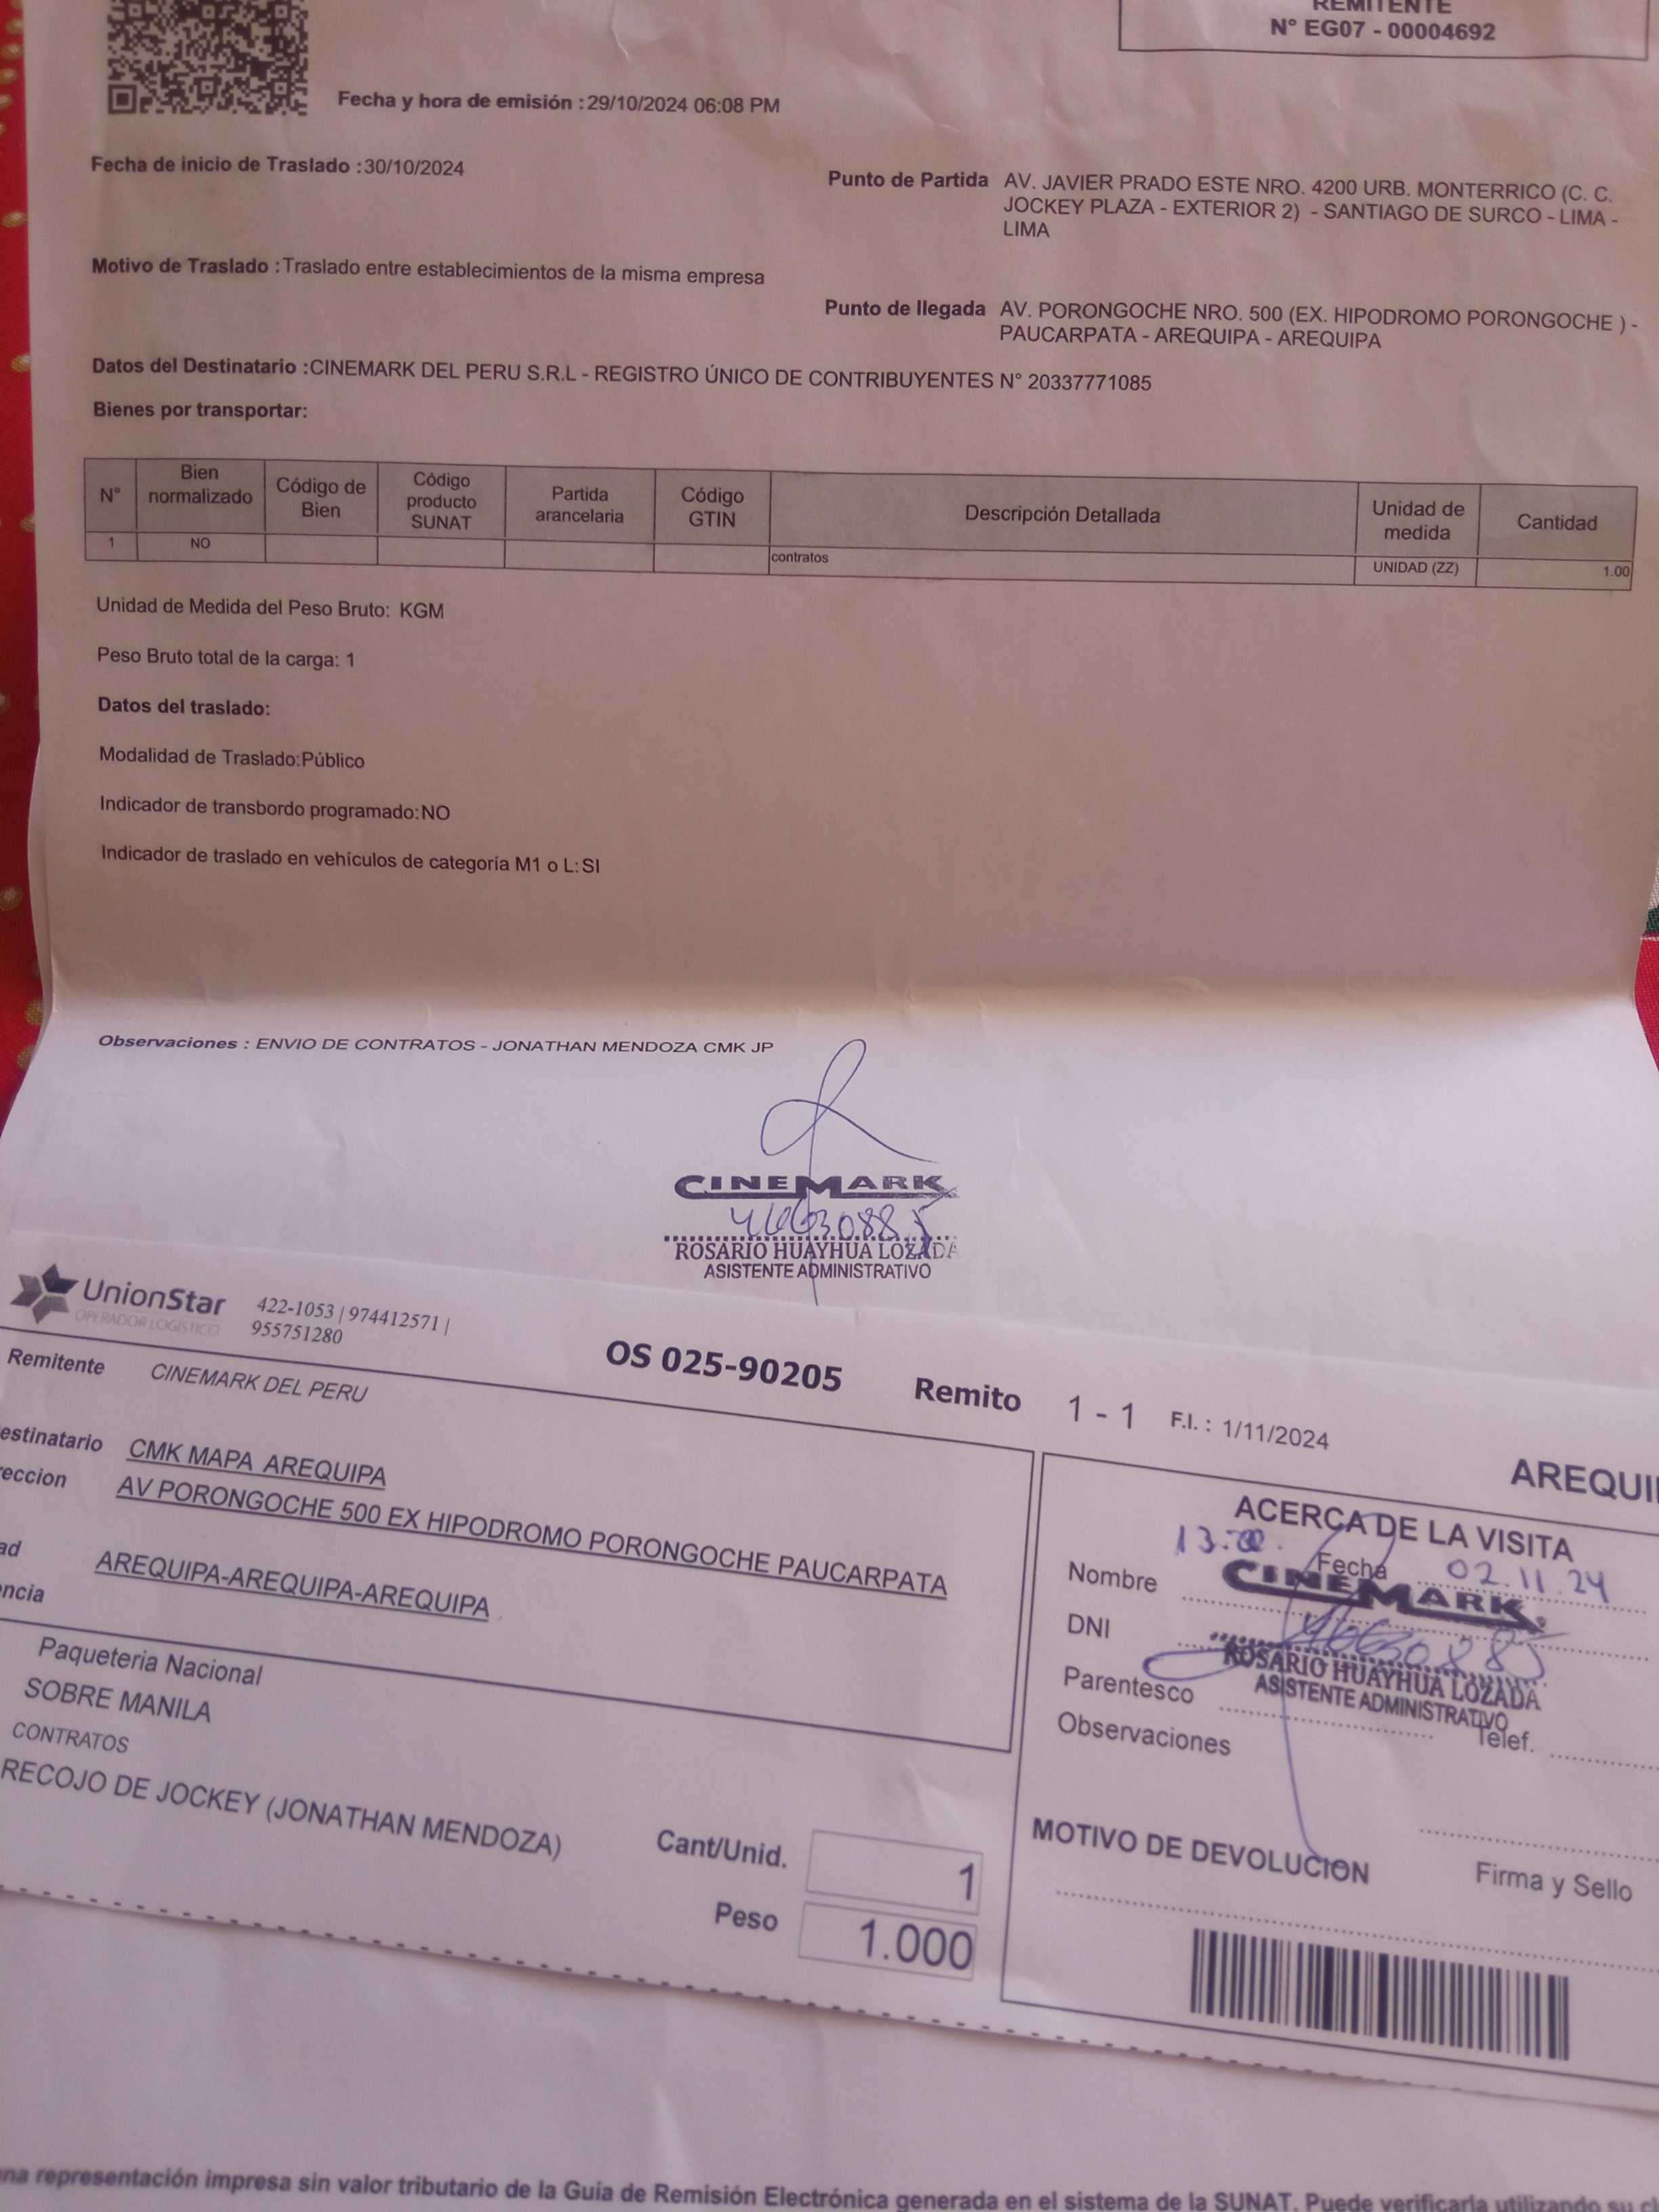 REMITENTE
N° EG07 - 00004692
Fecha y hora de emisión : 29/10/2024 06:08 PM
Fecha de inicio de Traslado : 30/10/2024
Punto de Partida AV. JAVIER PRADO ESTE NRO. 4200 URB. MONTERRICO (C. C.
JOCKEY PLAZA - EXTERIOR 2) - SANTIAGO DE SURCO - LIMA -
LIMA
Motivo de Traslado : Traslado entre establecimientos de la misma empresa
Punto de llegada AV. PORONGOCHE NRO. 500 (EX. HIPODROMO PORONGOCHE ) -
PAUCARPATA - AREQUIPA - AREQUIPA
Datos del Destinatario : CINEMARK DEL PERU S.R.L - REGISTRO ÚNICO DE CONTRIBUYENTES N° 20337771085
Bienes por transportar:
N° Bien normalizado Código de Bien Código producto SUNAT Partida arancelaria Código GTIN Descripción Detallada Unidad de medida Cantidad
1 NO contratos UNIDAD (ZZ) 1.00
Unidad de Medida del Peso Bruto: KGM
Peso Bruto total de la carga: 1
Datos del traslado:
Modalidad de Traslado: Público
Indicador de transbordo programado: NO
Indicador de traslado en vehículos de categoría M1 o L: SI
Observaciones : ENVIO DE CONTRATOS - JONATHAN MENDOZA CMK JP
CINEMARK
ROSARIO HUAYHUA LOZADA
ASISTENTE ADMINISTRATIVO
UnionStar
OPERADOR LOGISTICO
422-1053 | 974412571 |
955751280
OS 025-90205 Remito 1 - 1 F.I. : 1/11/2024
Remitente CINEMARK DEL PERU
estinatario CMK MAPA AREQUIPA
reccion AV PORONGOCHE 500 EX HIPODROMO PORONGOCHE PAUCARPATA
ad AREQUIPA-AREQUIPA-AREQUIPA
encia
Paqueteria Nacional
SOBRE MANILA
CONTRATOS
RECOJO DE JOCKEY (JONATHAN MENDOZA)
Cant/Unid. 1
Peso 1.000
AREQUI
ACERCA DE LA VISITA
13:00. Fecha 02.11.24
Nombre
CINEMARK
DNI
ROSARIO HUAYHUA LOZADA
ASISTENTE ADMINISTRATIVO
Parentesco
Observaciones Telef.
MOTIVO DE DEVOLUCION
Firma y Sello
na representación impresa sin valor tributario de la Guía de Remisión Electrónica generada en el sistema de la SUNAT. Puede verificarla utilizando su cl